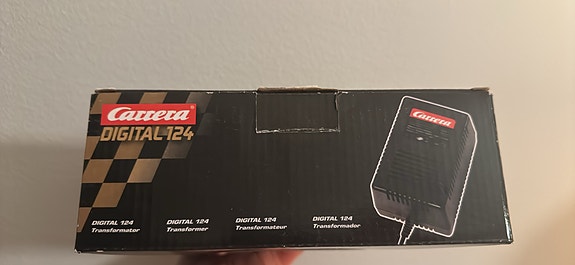 Carrera®
DIGITAL 124
Carrera
DIGITAL 124 DIGITAL 124 DIGITAL 124 DIGITAL 124
Transformator Transformer Transformateur Transformador